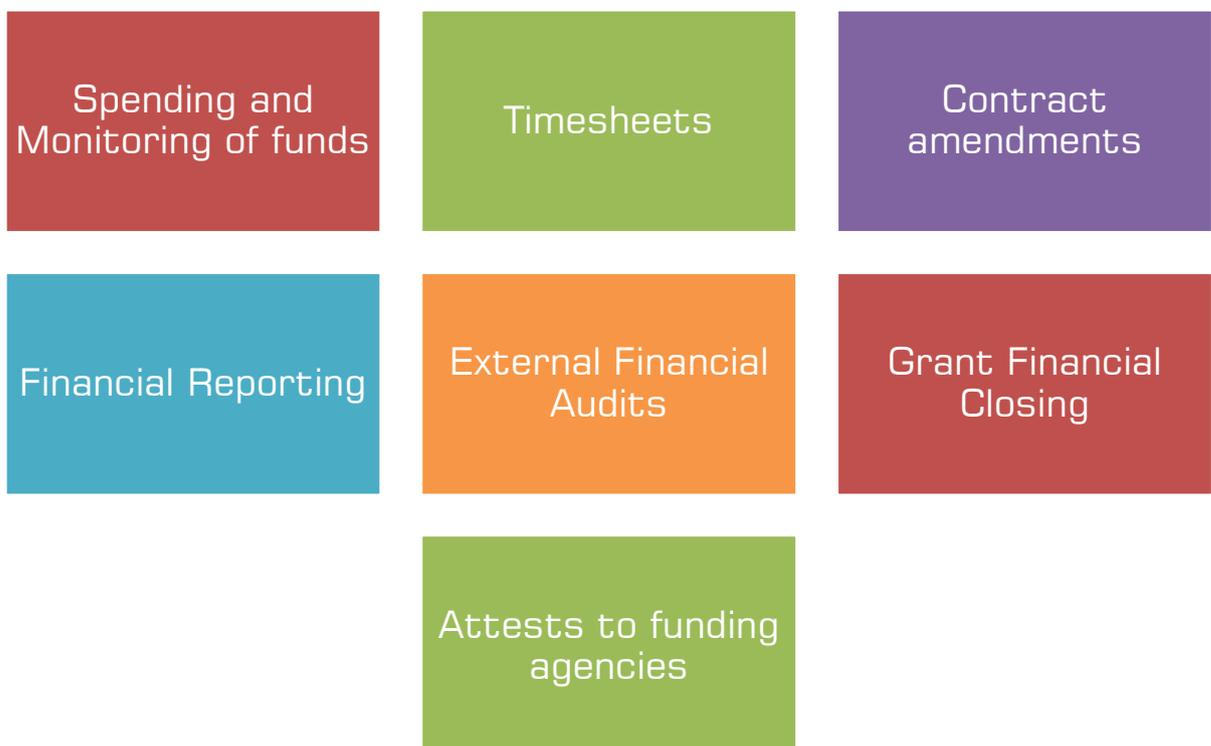 Spending and
Monitoring of funds
Timesheets
Contract
amendments
Financial Reporting
External Financial
Audits
Grant Financial
Closing
Attests to funding
agencies